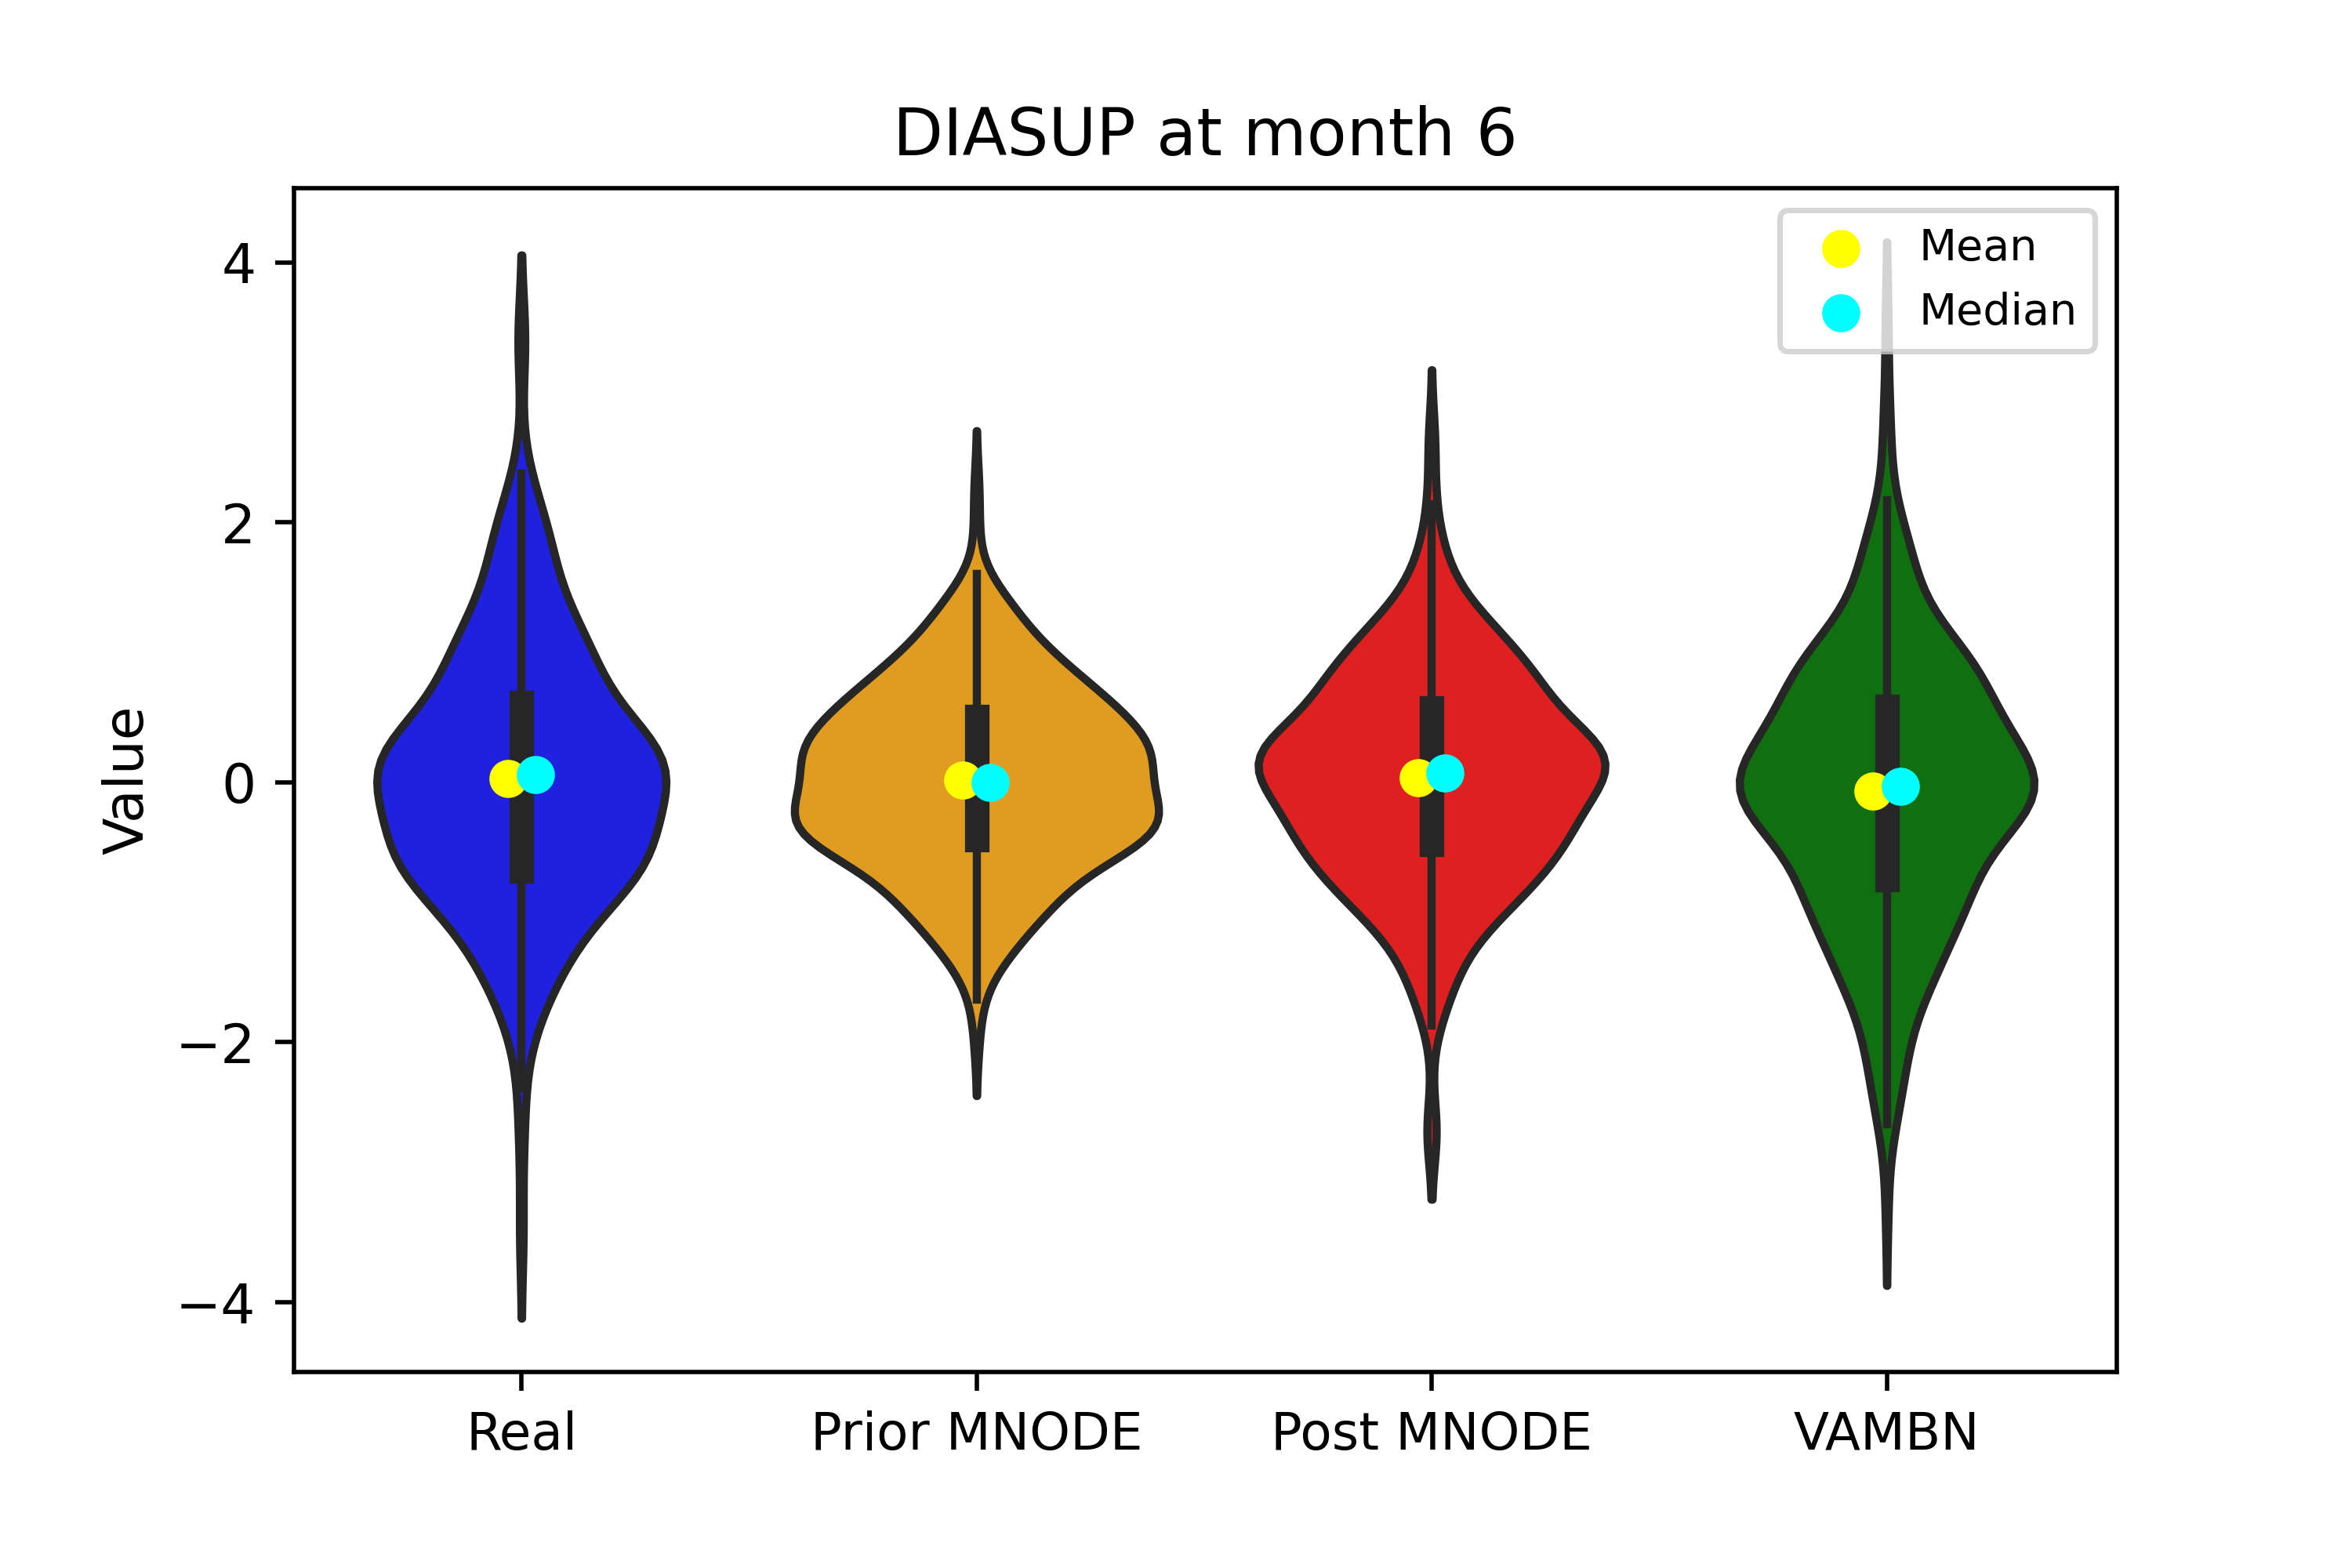 DIASUP at month 6
Mean
Median
Value
4
2
0
−2
−4
Real
Prior MNODE
Post MNODE
VAMBN